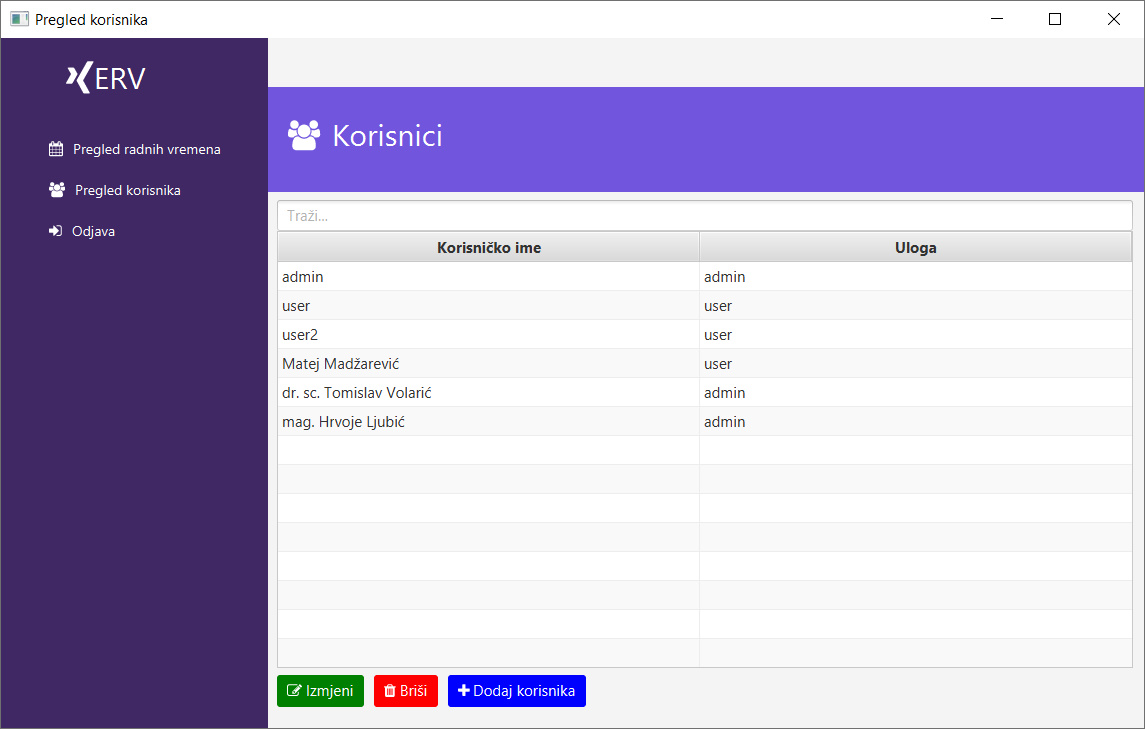 Pregled korisnika
ERV
Pregled radnih vremena
Pregled korisnika
Odjava
Korisnici
Traži...
Korisničko ime Uloga
admin admin
user user
user2 user
Matej Madžarević user
dr. sc. Tomislav Volarić admin
mag. Hrvoje Ljubić admin
Izmjeni Briši Dodaj korisnika